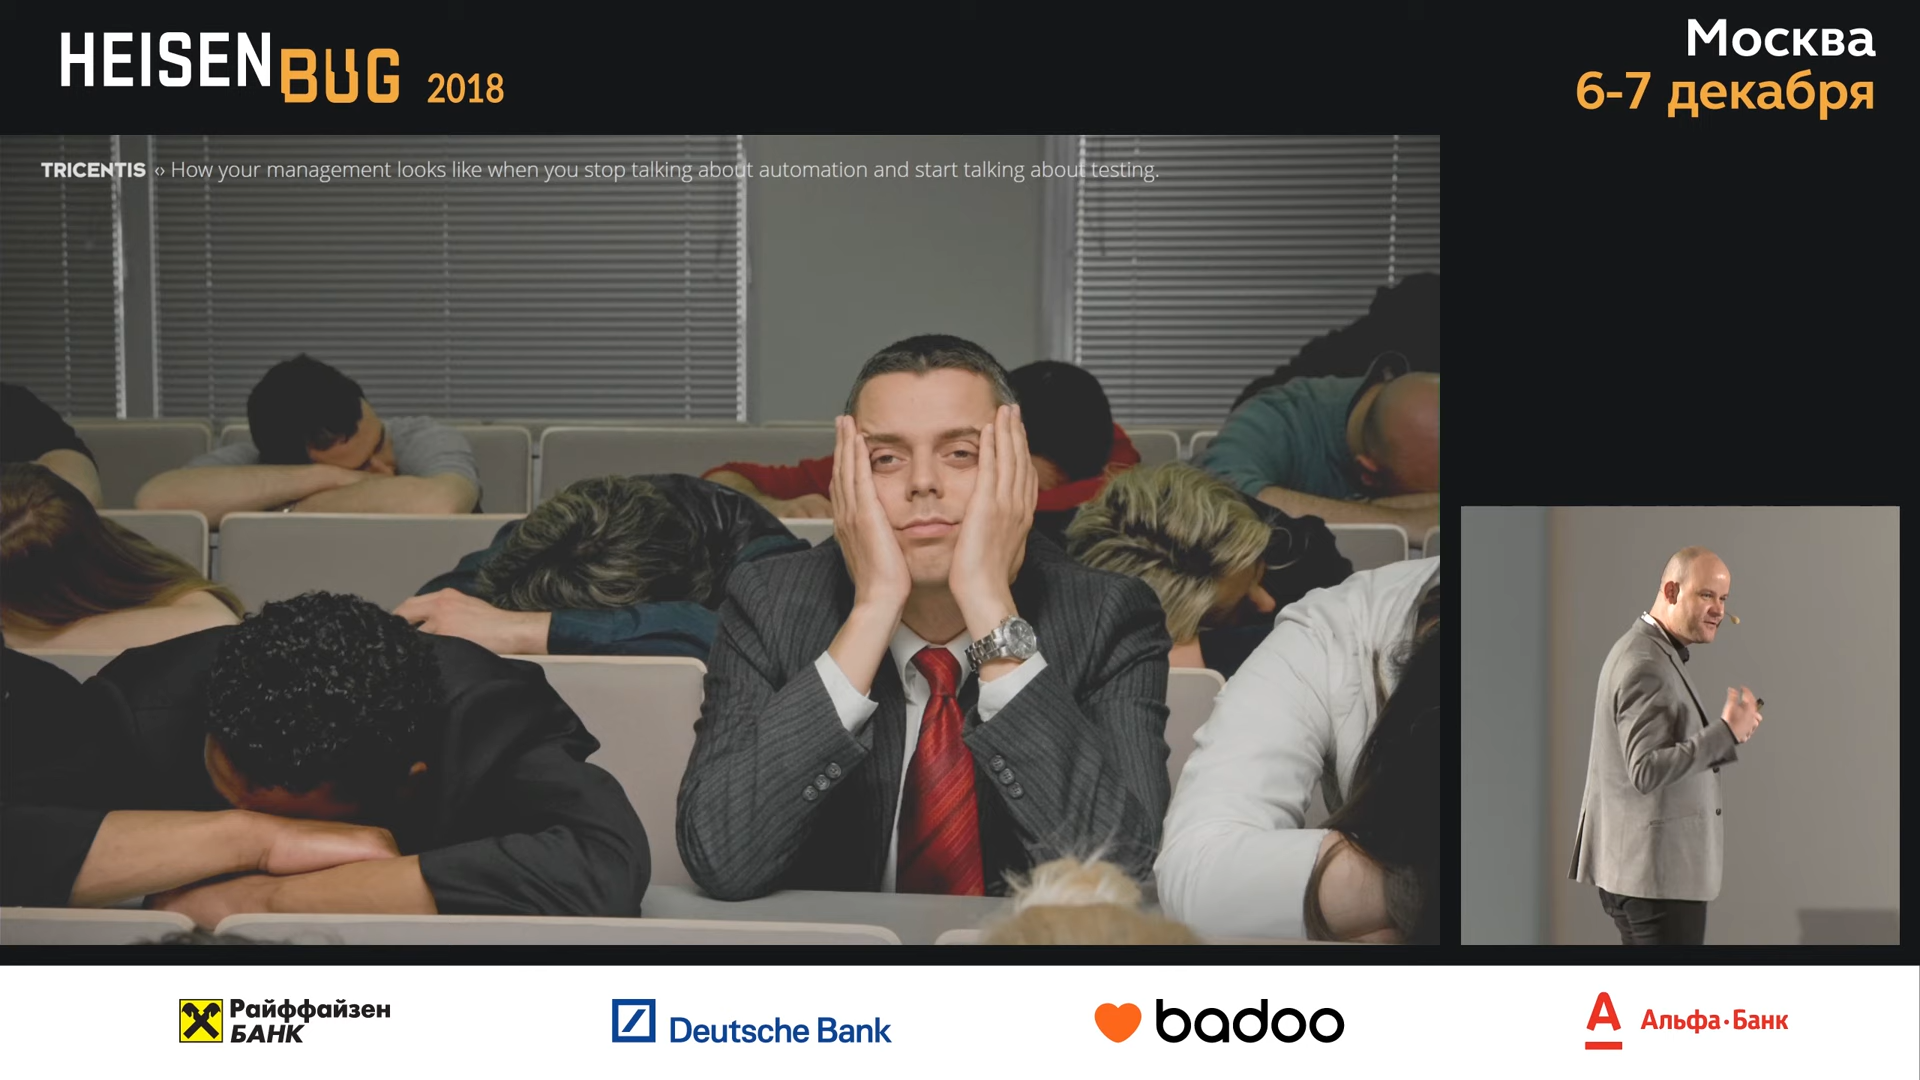 HEISENBUG 2018
Москва
6-7 декабря
TRICENTIS ‹› How your management looks like when you stop talking about automation and start talking about testing.
Райффайзен
БАНК
Deutsche Bank
badoo
Альфа·Банк